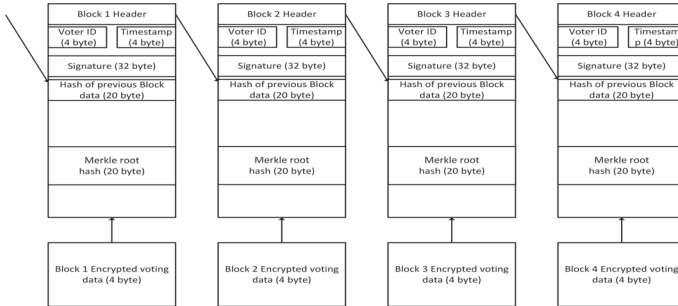 Block 1 Header
Voter ID
(4 byte)
Timestamp
(4 byte)
Signature (32 byte)
Hash of previous Block
data (20 byte)
Merkle root
hash (20 byte)
Block 1 Encrypted voting
data (4 byte)
Block 2 Header
Voter ID
(4 byte)
Timestamp
(4 byte)
Signature (32 byte)
Hash of previous Block
data (20 byte)
Merkle root
hash (20 byte)
Block 2 Encrypted voting
data (4 byte)
Block 3 Header
Voter ID
(4 byte)
Timestamp
(4 byte)
Signature (32 byte)
Hash of previous Block
data (20 byte)
Merkle root
hash (20 byte)
Block 3 Encrypted voting
data (4 byte)
Block 4 Header
Voter ID
(4 byte)
Timestam
p (4 byte)
Signature (32 byte)
Hash of previous Block
data (20 byte)
Merkle root
hash (20 byte)
Block 4 Encrypted voting
data (4 byte)